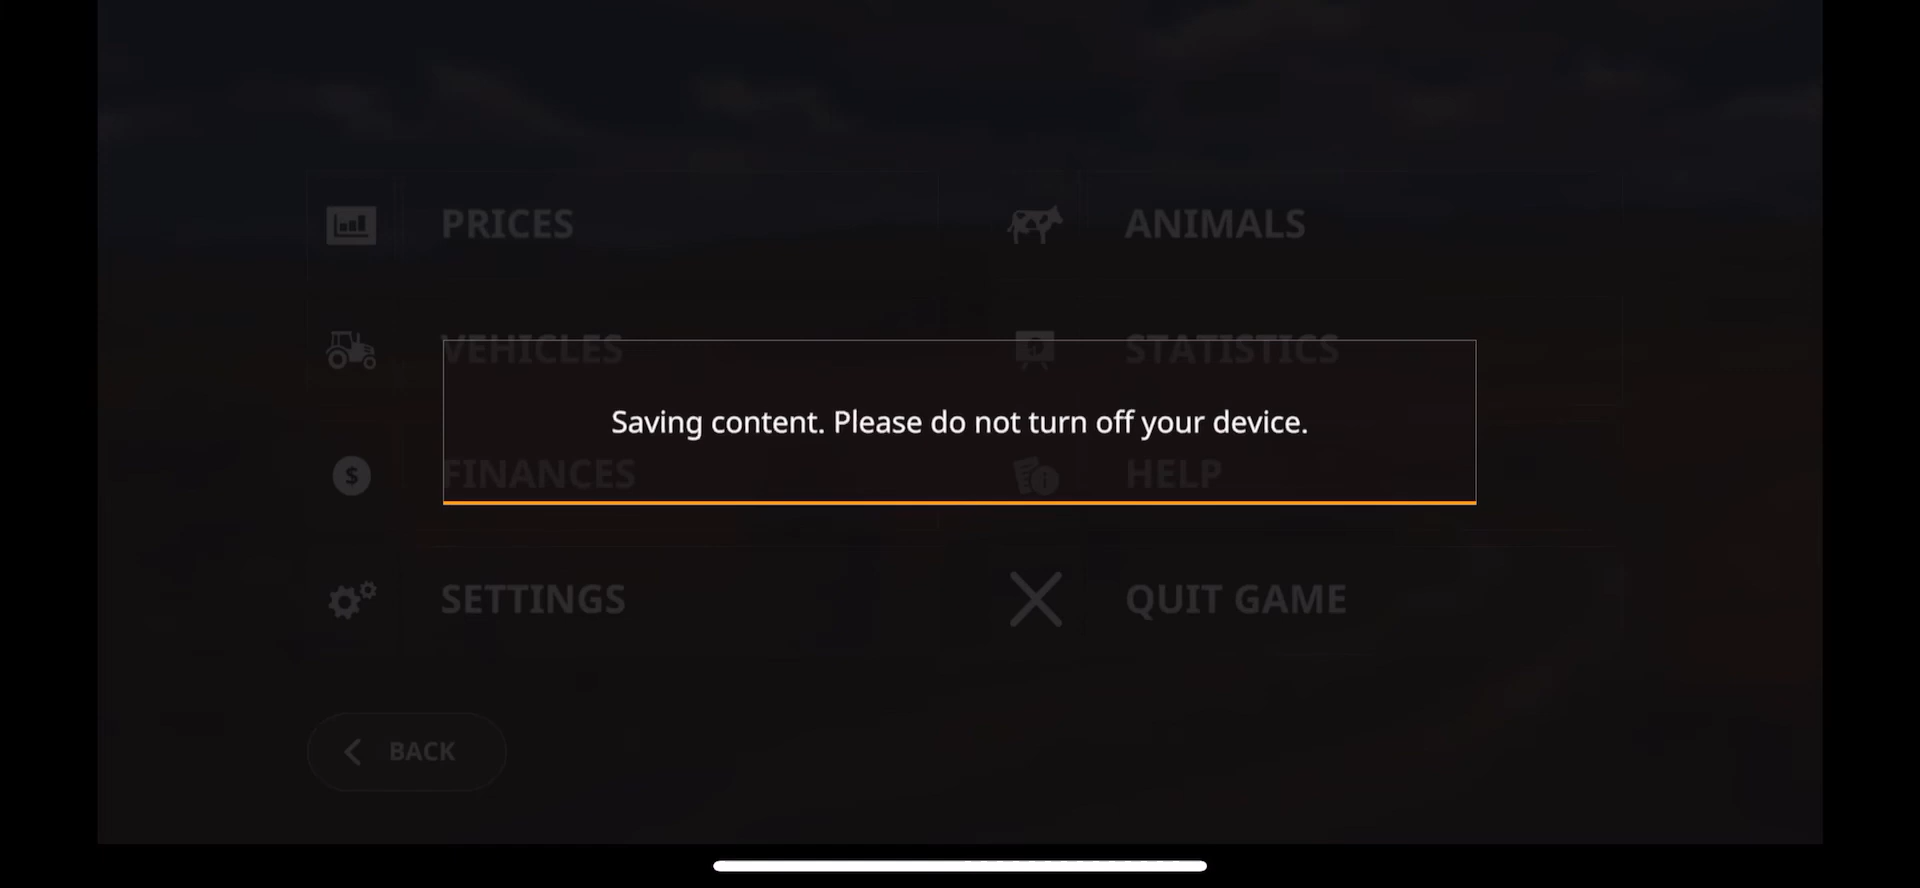 PRICES
ANIMALS
VEHICLES
STATISTICS
Saving content. Please do not turn off your device.
FINANCES
HELP
SETTINGS
QUIT GAME
BACK